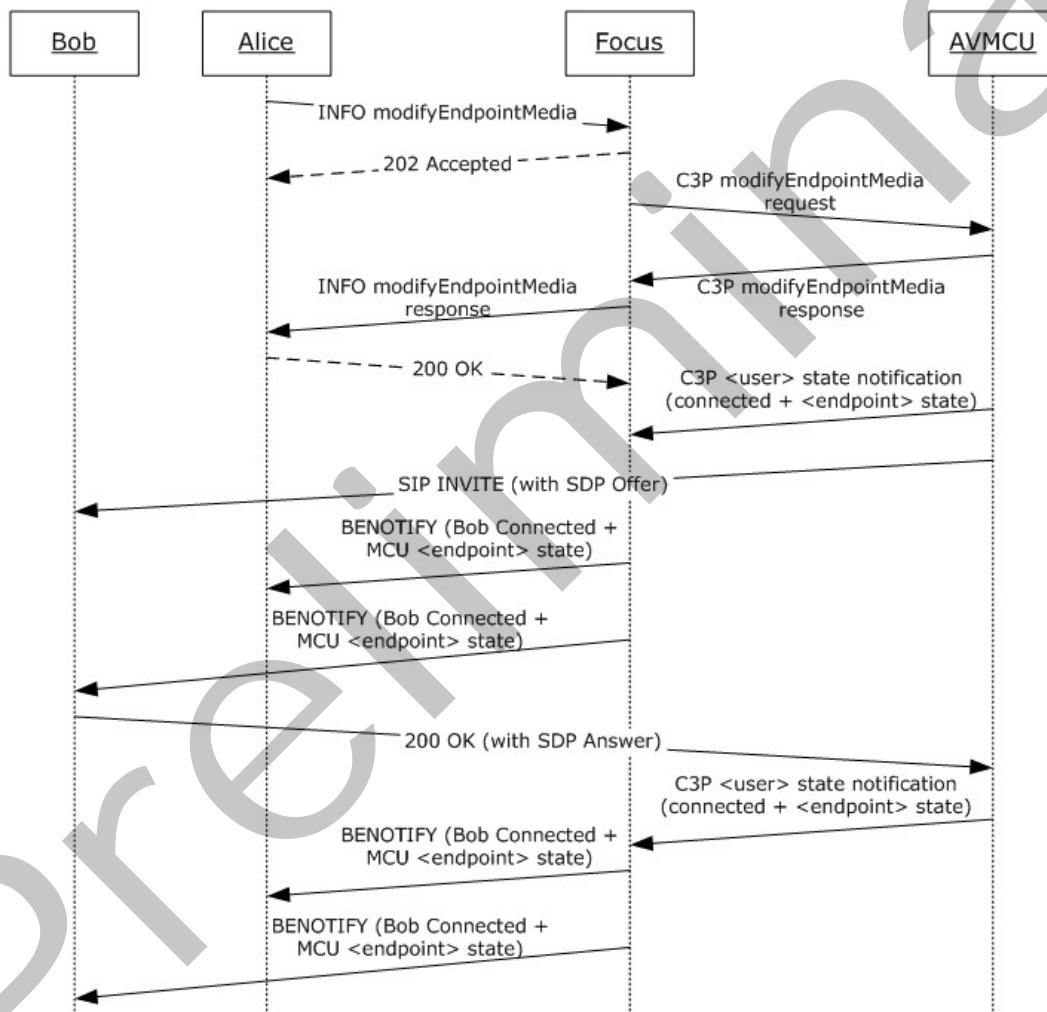 Bob
Alice
Focus
AVMCU
INFO modifyEndpointMedia
202 Accepted
C3P modifyEndpointMedia
request
C3P modifyEndpointMedia
response
INFO modifyEndpointMedia
response
200 OK
C3P <user> state notification
(connected + <endpoint> state)
SIP INVITE (with SDP Offer)
BENOTIFY (Bob Connected +
MCU <endpoint> state)
BENOTIFY (Bob Connected +
MCU <endpoint> state)
200 OK (with SDP Answer)
C3P <user> state notification
(connected + <endpoint> state)
BENOTIFY (Bob Connected +
MCU <endpoint> state)
BENOTIFY (Bob Connected +
MCU <endpoint> state)
Prelimina